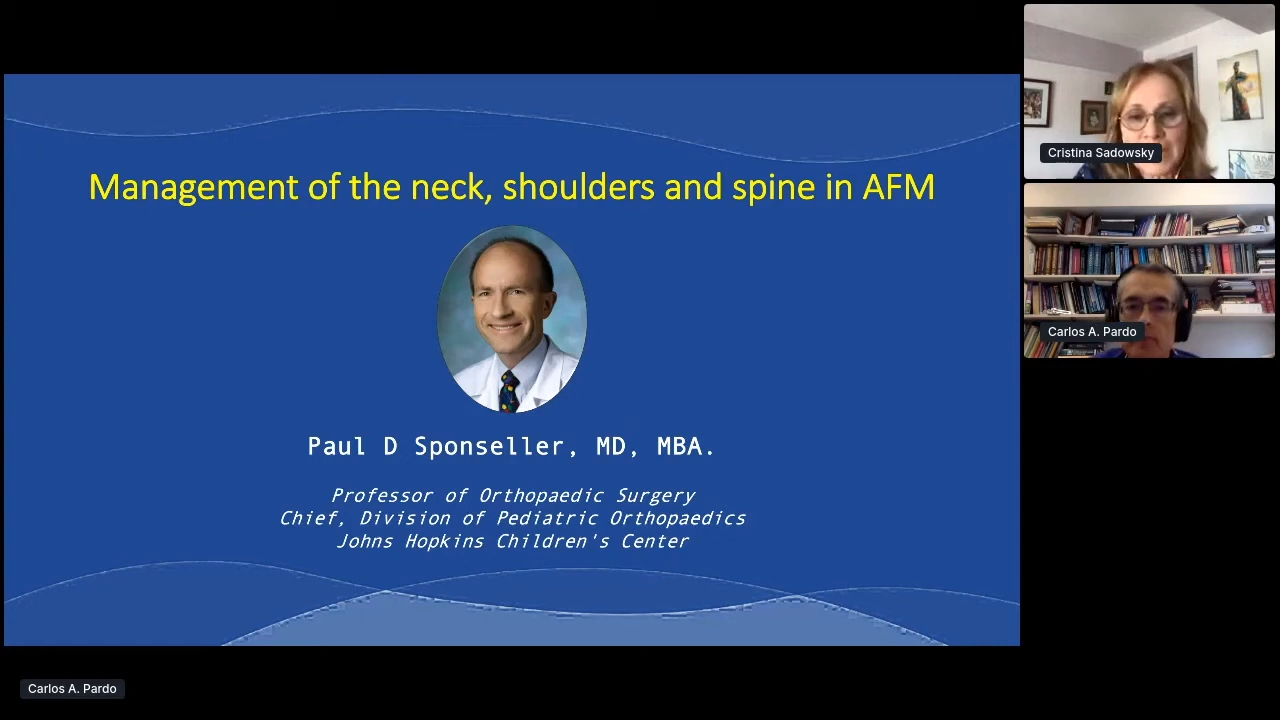 Management of the neck, shoulders and spine in AFM
Paul D Sponseller, MD, MBA.
Professor of Orthopaedic Surgery
Chief, Division of Pediatric Orthopaedics
Johns Hopkins Children's Center
Cristina Sadowsky
Carlos A. Pardo
Carlos A. Pardo